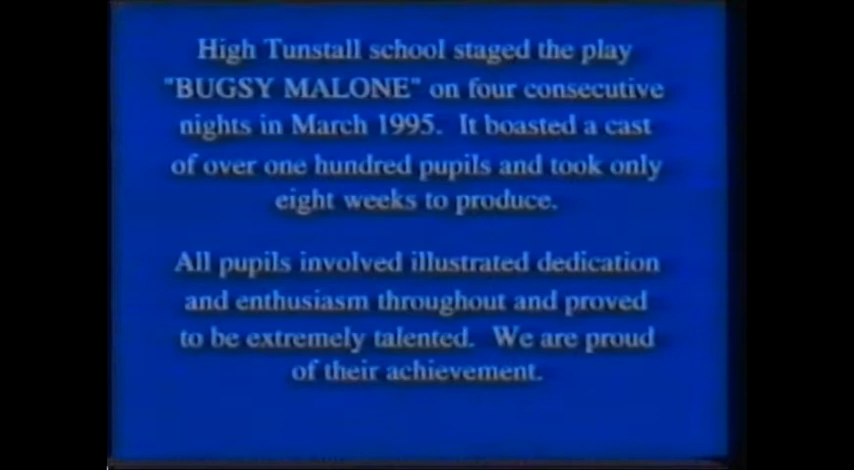 High Tunstall school staged the play
"BUGSY MALONE" on four consecutive
nights in March 1995. It boasted a cast
of over one hundred pupils and took only
eight weeks to produce.
All pupils involved illustrated dedication
and enthusiasm throughout and proved
to be extremely talented. We are proud
of their achievement.